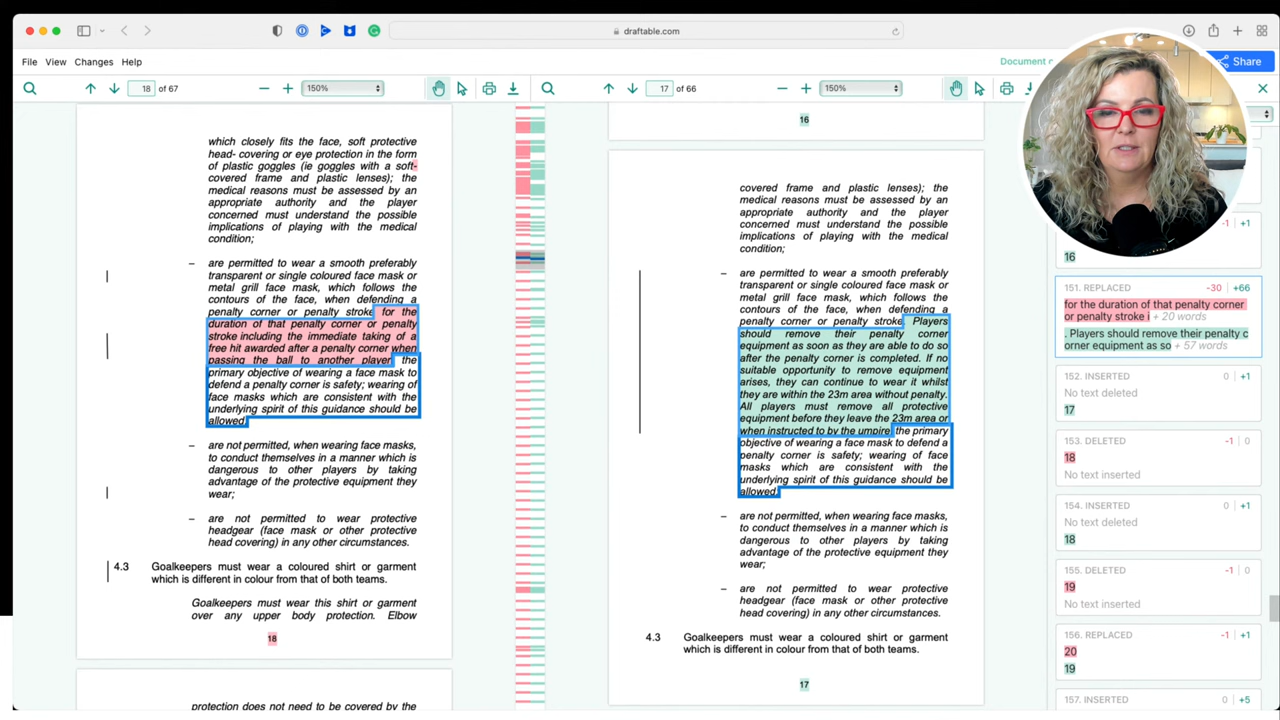 draftable.com
File View Changes Help
Document
Share
18 of 67
150%
17 of 66
150%
which closely fits the face, soft protective
head- covering or eye protection in the form
of plastic goggles (ie goggles with a soft-
covered frame and plastic lenses); the
medical reasons must be assessed by an
appropriate authority and the player
concerned must understand the possible
implications of playing with the medical
condition;
– are permitted to wear a smooth preferably
transparent or single coloured face mask or
metal grill face mask, which follows the
contours of the face, when defending a
penalty corner or penalty stroke for the
duration of that penalty corner or penalty
stroke including the immediate taking of a
free hit awarded after a penalty corner when
passing the ball to another player, the
primary objective of wearing a face mask to
defend a penalty corner is safety; wearing of
face masks which are consistent with the
underlying spirit of this guidance should be
allowed;
– are not permitted, when wearing face masks,
to conduct themselves in a manner which is
dangerous to other players by taking
advantage of the protective equipment they
wear;
– are not permitted to wear protective
headgear (face mask or other protective
head covering) in any other circumstances.
4.3 Goalkeepers must wear a coloured shirt or garment
which is different in colour from that of both teams.
Goalkeepers must wear this shirt or garment
over any upper body protection. Elbow
18
protection does not need to be covered by the
16
covered frame and plastic lenses); the
medical reasons must be assessed by an
appropriate authority and the player
concerned must understand the possible
implications of playing with the medical
condition;
– are permitted to wear a smooth preferably
transparent or single coloured face mask or
metal grill face mask, which follows the
contours of the face, when defending a
penalty corner or penalty stroke. Players
should remove their penalty corner
equipment as soon as they are able to do so
after the penalty corner is completed. If no
suitable opportunity to remove equipment
arises, they can continue to wear it whilst
they are within the 23m area without penalty.
All players must remove all protective
equipment before they leave the 23m area or
when instructed to by the umpire; the primary
objective of wearing a face mask to defend a
penalty corner is safety; wearing of face
masks which are consistent with the
underlying spirit of this guidance should be
allowed;
– are not permitted, when wearing face masks,
to conduct themselves in a manner which is
dangerous to other players by taking
advantage of the protective equipment they
wear;
– are not permitted to wear protective
headgear (face mask or other protective
head covering) in any other circumstances.
4.3 Goalkeepers must wear a coloured shirt or garment
which is different in colour from that of both teams.
17
-1 +1
16
151. REPLACED -30 +66
for the duration of that penalty corner
or penalty stroke i + 20 words
. Players should remove their penalty c
orner equipment as so + 57 words
152. INSERTED 0 +1
No text deleted
17
153. DELETED -1 0
18
No text inserted
154. INSERTED 0 +1
No text deleted
18
155. DELETED -1 0
19
No text inserted
156. REPLACED -1 +1
20
19
157. INSERTED 0 +5